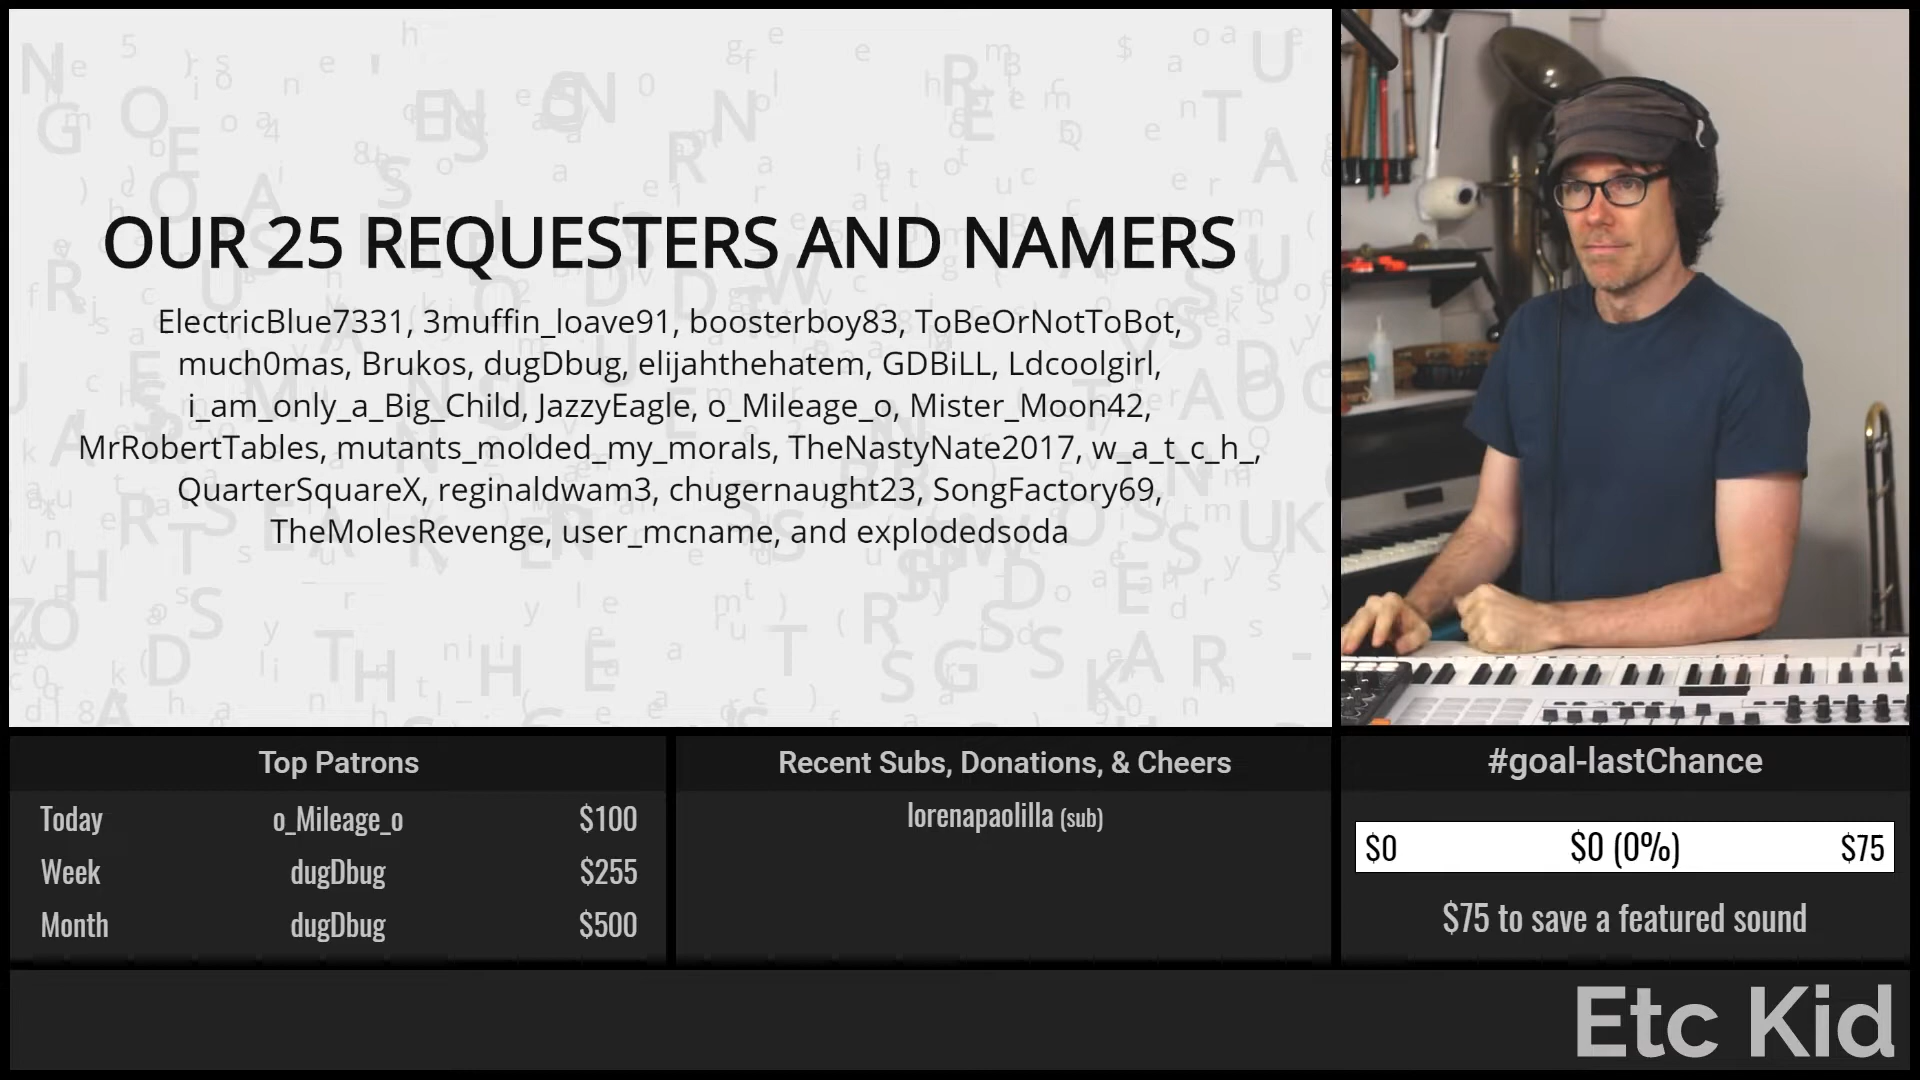 OUR 25 REQUESTERS AND NAMERS
ElectricBlue7331, 3muffin_loave91, boosterboy83, ToBeOrNotToBot,
much0mas, Brukos, dugDbug, elijahthehatem, GDBiLL, Ldcoolgirl,
i_am_only_a_Big_Child, JazzyEagle, o_Mileage_o, Mister_Moon42,
MrRobertTables, mutants_molded_my_morals, TheNastyNate2017, w_a_t_c_h_,
QuarterSquareX, reginaldwam3, chugernaught23, SongFactory69,
TheMolesRevenge, user_mcname, and explodedsoda
Top Patrons
Today o_Mileage_o $100
Week dugDbug $255
Month dugDbug $500
Recent Subs, Donations, & Cheers
lorenapaolilla (sub)
#goal-lastChance
$0 $0 (0%) $75
$75 to save a featured sound
Etc Kid